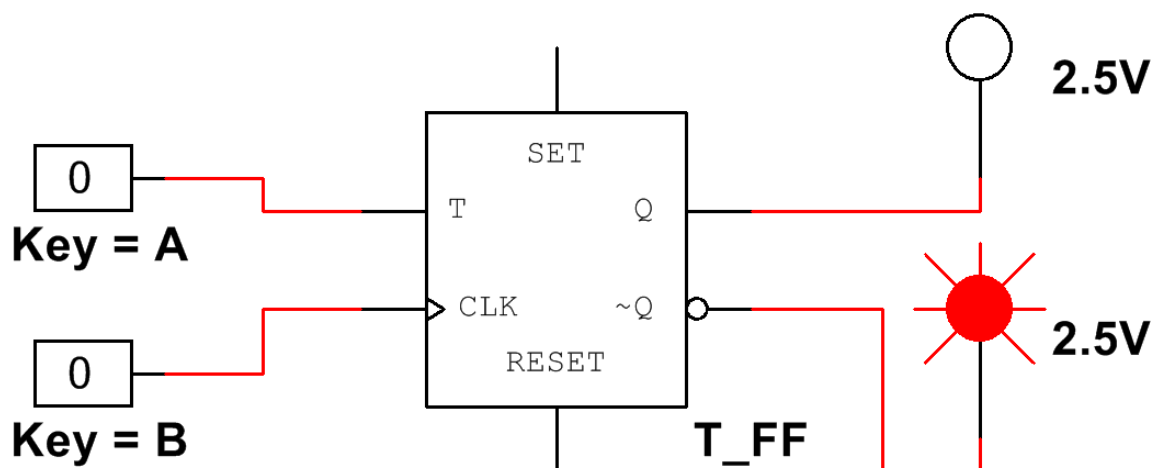 2.5V
SET
0
T
Q
Key = A
CLK
~Q
2.5V
0
RESET
Key = B
T_FF